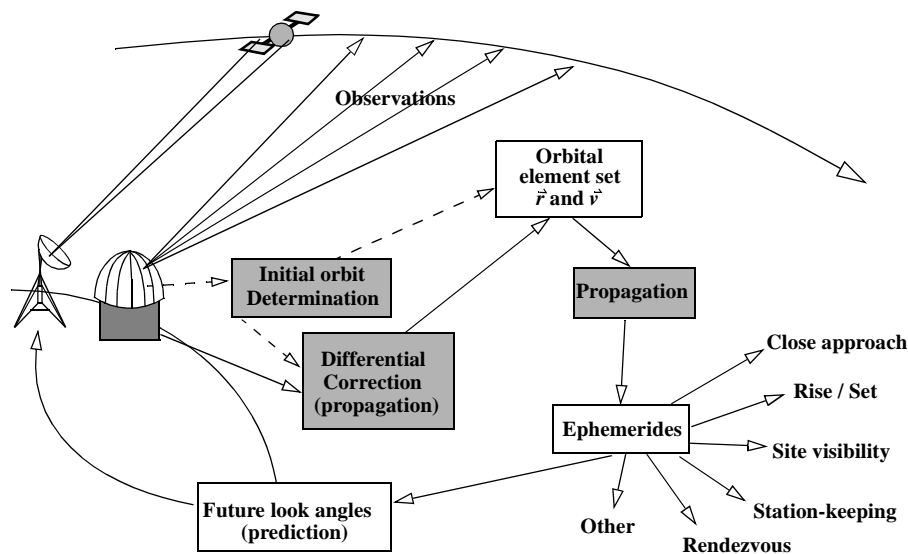 Observations
Orbital
element set
r⃗ and v⃗
Initial orbit
Determination
Propagation
Differential
Correction
(propagation)
Close approach
Rise / Set
Ephemerides
Site visibility
Station-keeping
Future look angles
(prediction)
Other
Rendezvous